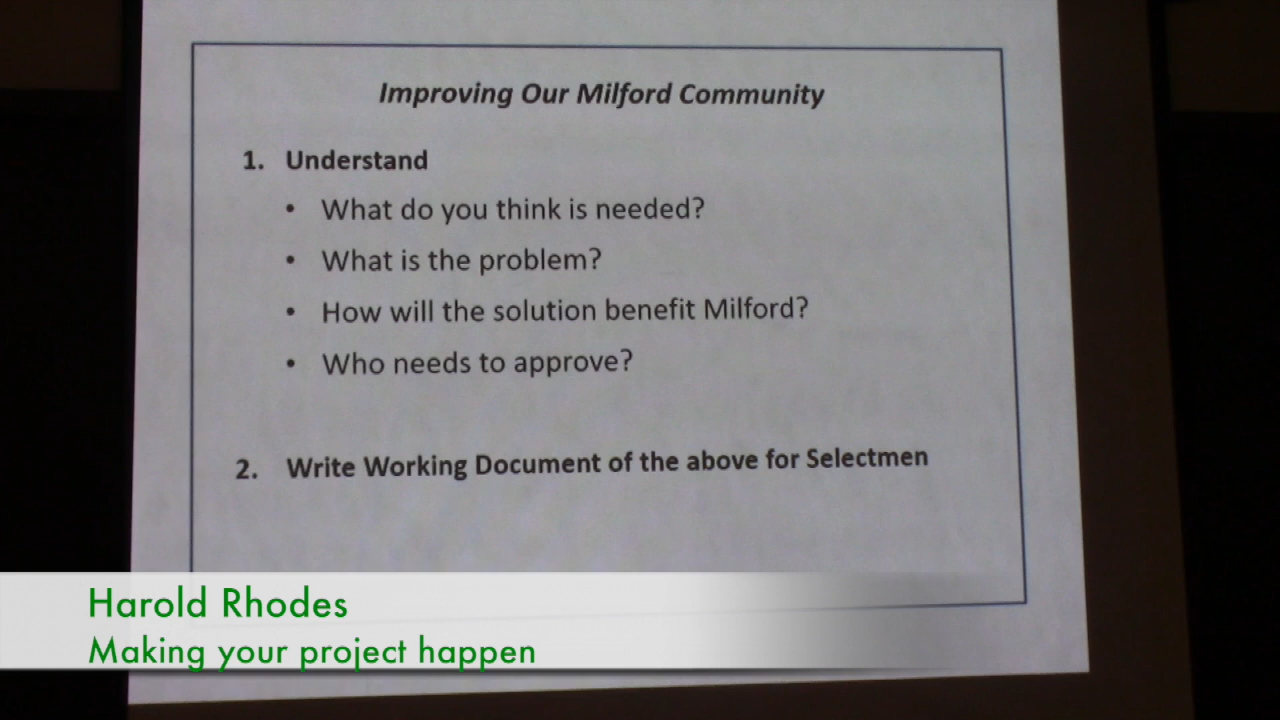 Improving Our Milford Community
1. Understand
• What do you think is needed?
• What is the problem?
• How will the solution benefit Milford?
• Who needs to approve?
2. Write Working Document of the above for Selectmen
Harold Rhodes
Making your project happen